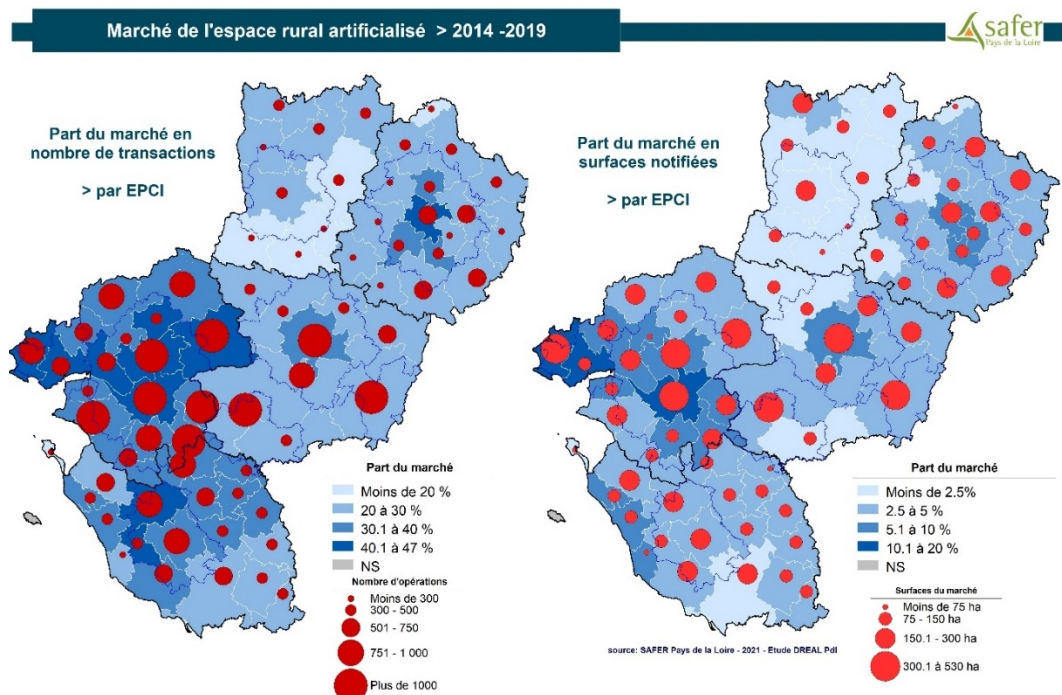 Marché de l'espace rural artificialisé > 2014 -2019
safer
Pays de la Loire
Part du marché en
nombre de transactions
> par EPCI
Part du marché
Moins de 20 %
20 à 30 %
30.1 à 40 %
40.1 à 47 %
NS
Nombre d'opérations
Moins de 300
300 - 500
501 - 750
751 - 1 000
Plus de 1000
Part du marché en
surfaces notifiées
> par EPCI
Part du marché
Moins de 2.5%
2.5 à 5 %
5.1 à 10 %
10.1 à 20 %
NS
Surfaces du marché
Moins de 75 ha
75 - 150 ha
150.1 - 300 ha
300.1 à 530 ha
source: SAFER Pays de la Loire - 2021 - Etude DREAL Pdl